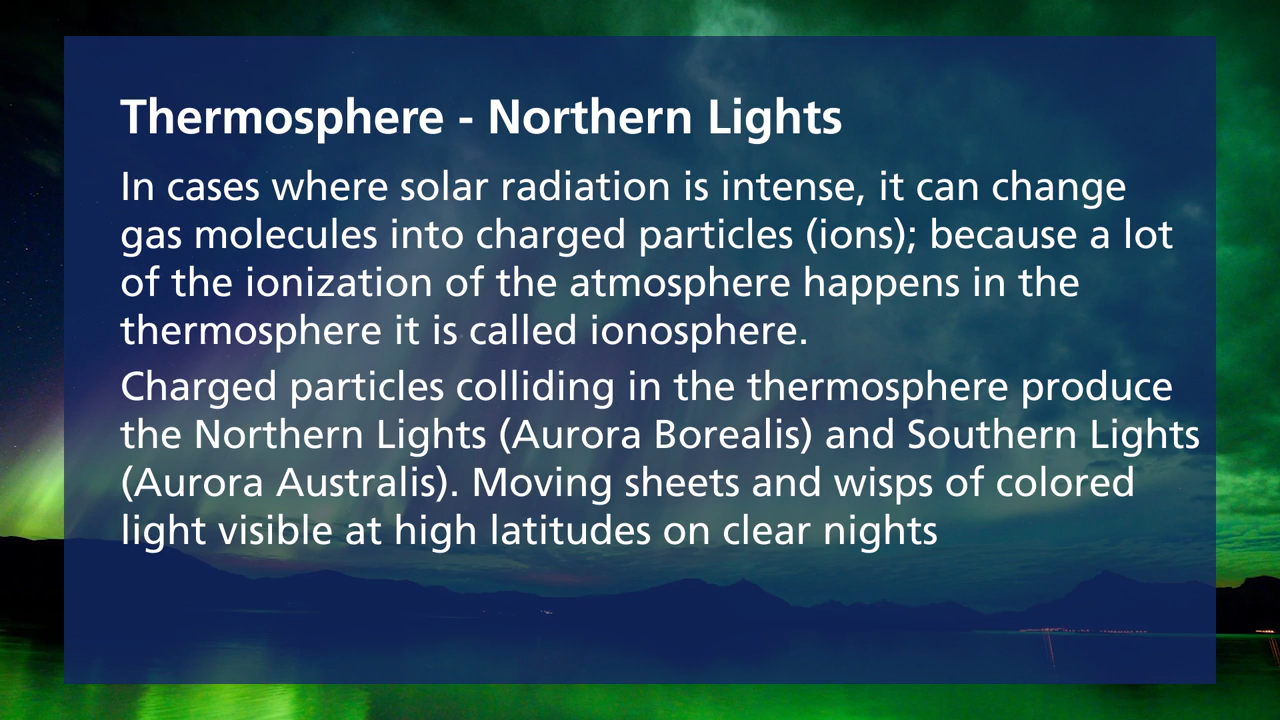 Thermosphere - Northern Lights
In cases where solar radiation is intense, it can change
gas molecules into charged particles (ions); because a lot
of the ionization of the atmosphere happens in the
thermosphere it is called ionosphere.
Charged particles colliding in the thermosphere produce
the Northern Lights (Aurora Borealis) and Southern Lights
(Aurora Australis). Moving sheets and wisps of colored
light visible at high latitudes on clear nights